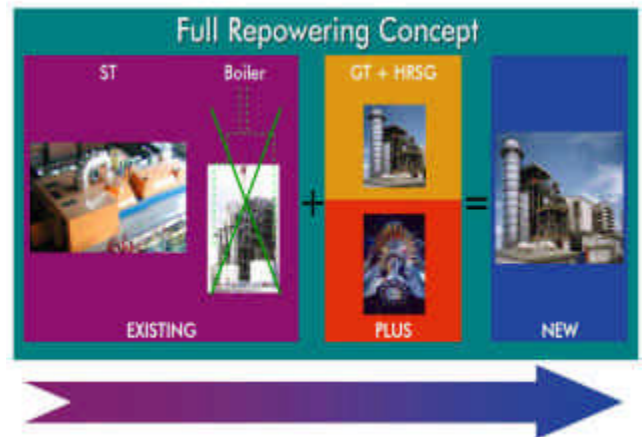 Full Repowering Concept
ST Boiler GT + HRSG
+ =
EXISTING PLUS NEW